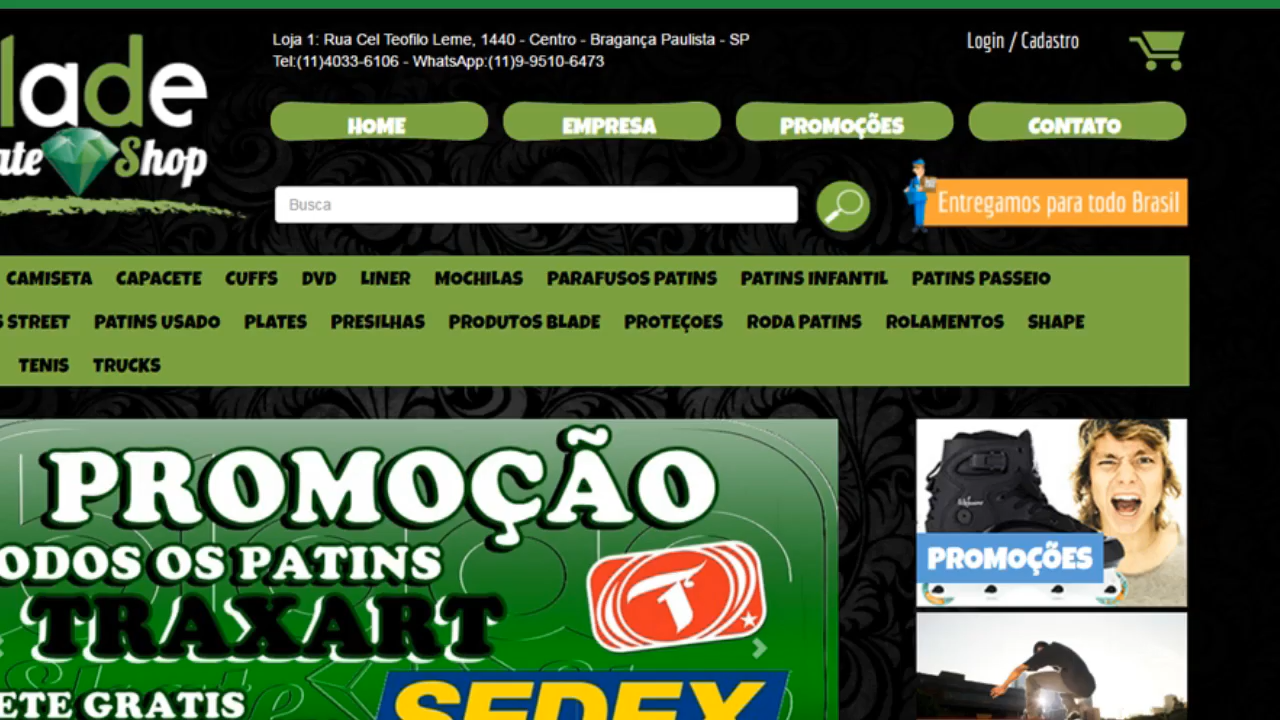 Loja 1: Rua Cel Teofilo Leme, 1440 - Centro - Bragança Paulista - SP
Tel:(11)4033-6106 - WhatsApp:(11)9-9510-6473
Login / Cadastro
lade
ate Shop
HOME EMPRESA PROMOÇÕES CONTATO
Busca
Entregamos para todo Brasil
CAMISETA CAPACETE CUFFS DVD LINER MOCHILAS PARAFUSOS PATINS PATINS INFANTIL PATINS PASSEIO
S STREET PATINS USADO PLATES PRESILHAS PRODUTOS BLADE PROTEÇOES RODA PATINS ROLAMENTOS SHAPE
TENIS TRUCKS
PROMOÇÃO
ODOS OS PATINS
TRAXART
T
ETE GRATIS
SEDEX
PROMOÇÕES